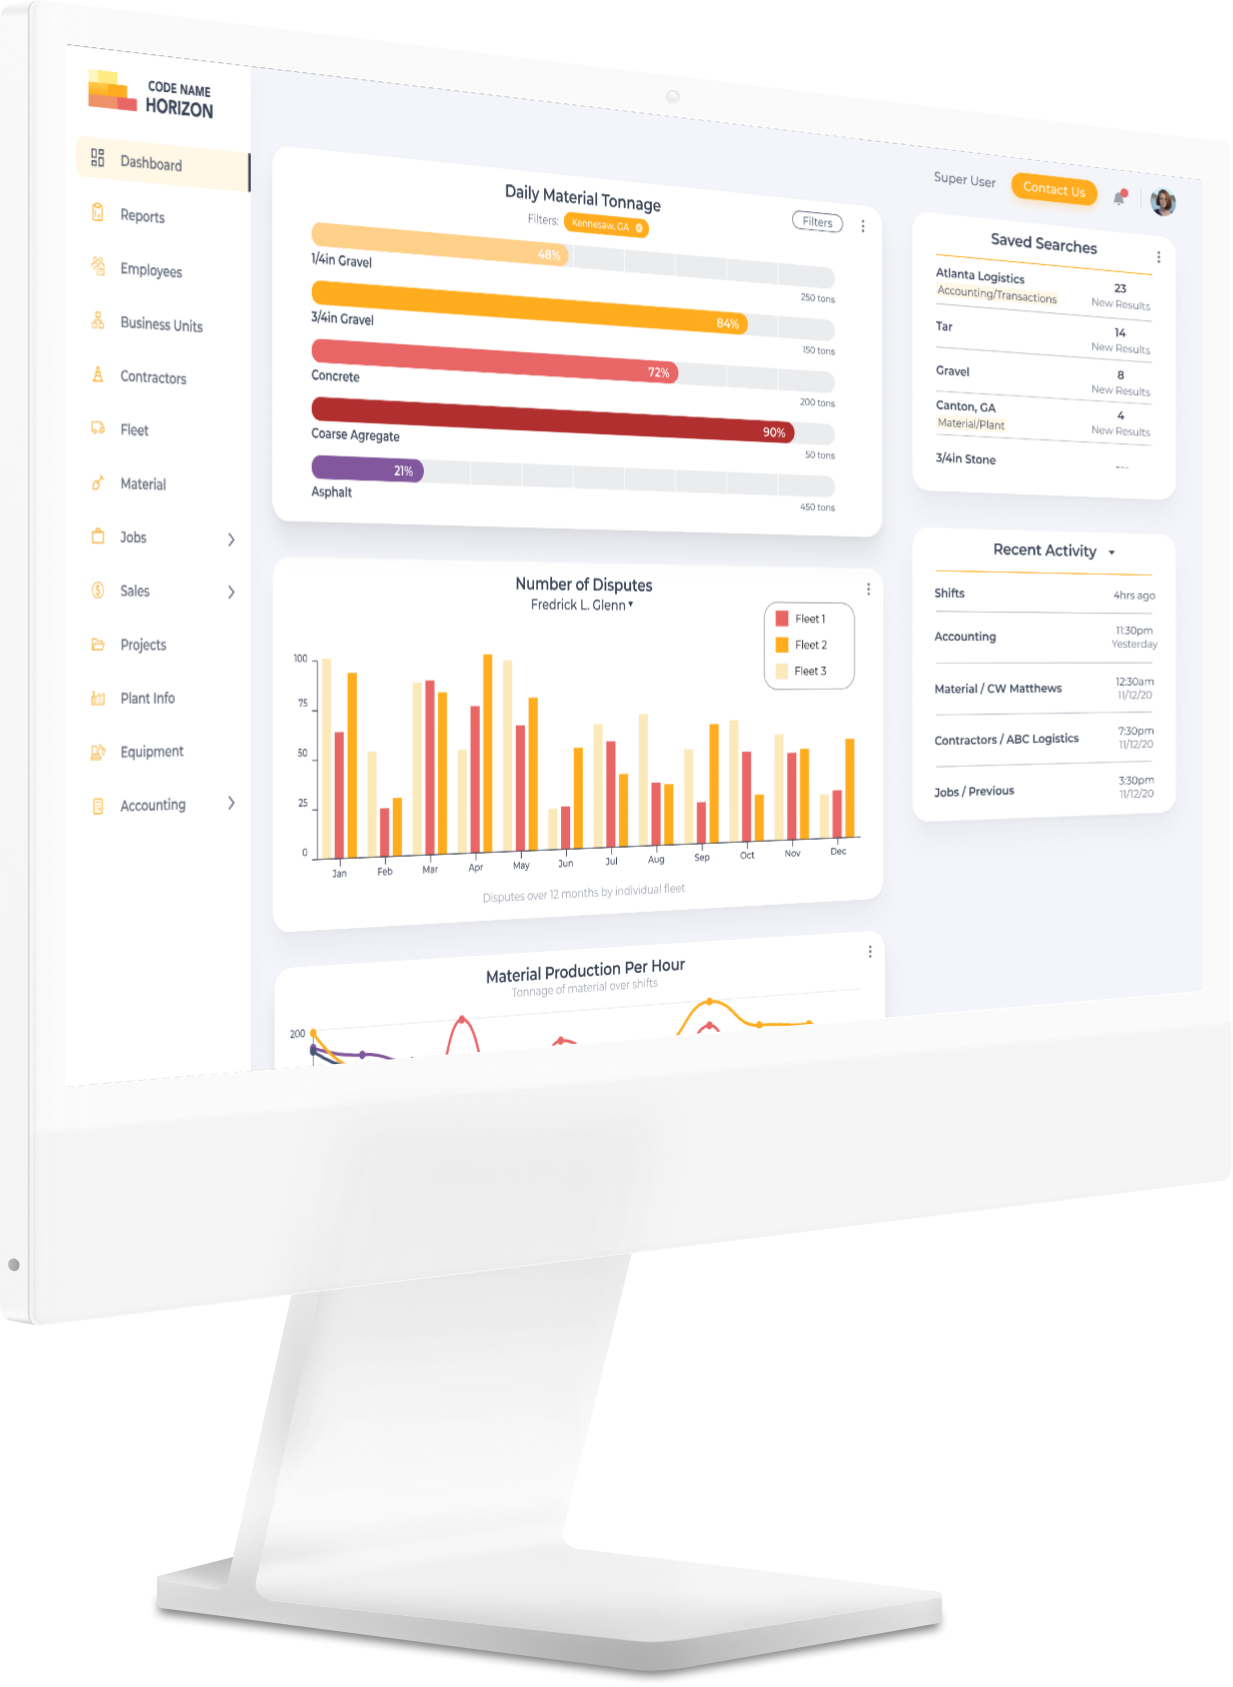 CODE NAME
HORIZON
Dashboard
Reports
Employees
Business Units
Contractors
Fleet
Material
Jobs
Sales
Projects
Plant Info
Equipment
Accounting
Super User
Contact Us
Daily Material Tonnage
Filters:
Kennesaw, GA
Filters
48%
1/4in Gravel
250 tons
84%
3/4in Gravel
150 tons
72%
Concrete
200 tons
90%
Coarse Agregate
50 tons
21%
Asphalt
450 tons
Number of Disputes
Fredrick L. Glenn
Fleet 1
Fleet 2
Fleet 3
100
75
50
25
0
Jan Feb Mar Apr May Jun Jul Aug Sep Oct Nov Dec
Disputes over 12 months by individual fleet
Material Production Per Hour
Tonnage of material over shifts
200
Saved Searches
Atlanta Logistics
Accounting/Transactions
23
New Results
Tar
14
New Results
Gravel
8
New Results
Canton, GA
Material/Plant
4
New Results
3/4in Stone
---
Recent Activity
Shifts
4hrs ago
Accounting
11:30pm
Yesterday
Material / CW Matthews
12:30am
11/12/20
Contractors / ABC Logistics
7:30pm
11/12/20
Jobs / Previous
3:30pm
11/12/20